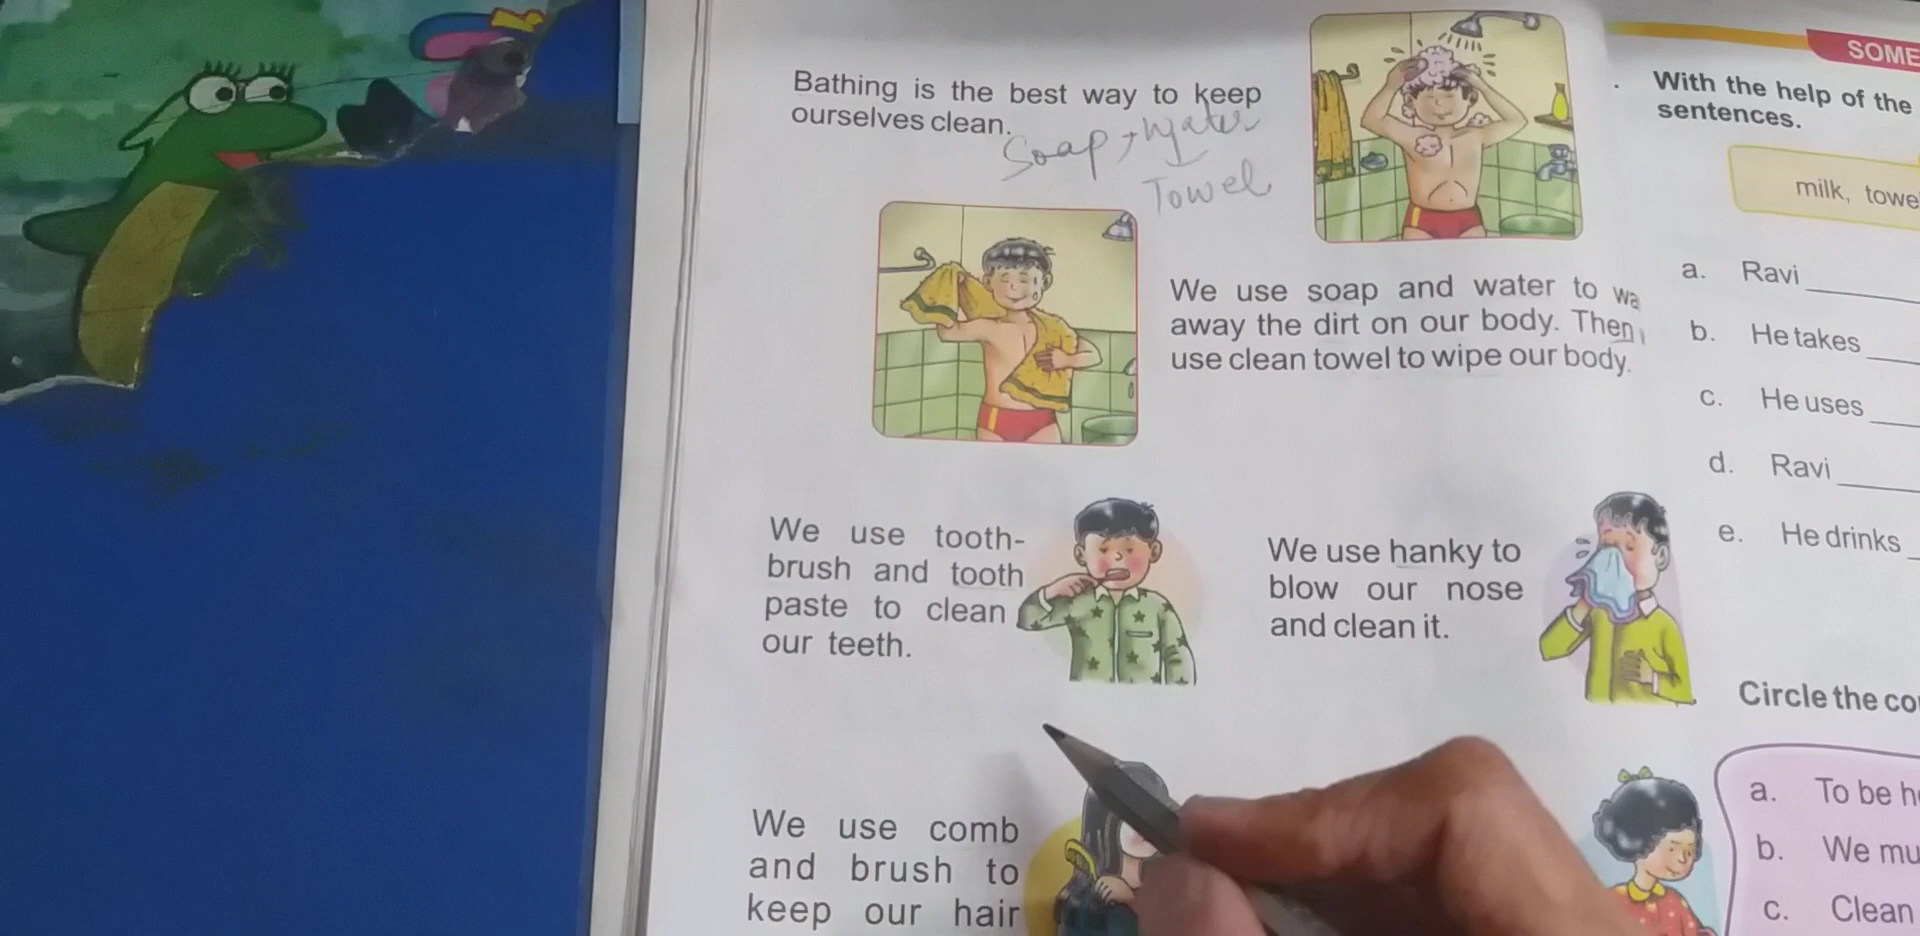 Bathing is the best way to keep
ourselves clean.
Soap + Water
Towel
We use soap and water to
away the dirt on our body. Then
use clean towel to wipe our body.
We use tooth-
brush and tooth
paste to clean
our teeth.
We use hanky to
blow our nose
and clean it.
We use comb
and brush to
keep our hair
SOME
With the help of the
sentences.
milk,
a. Ravi
b. He takes
c. He uses
d. Ravi
e. He drinks
Circle the
a. To be
b. We
c. Clean